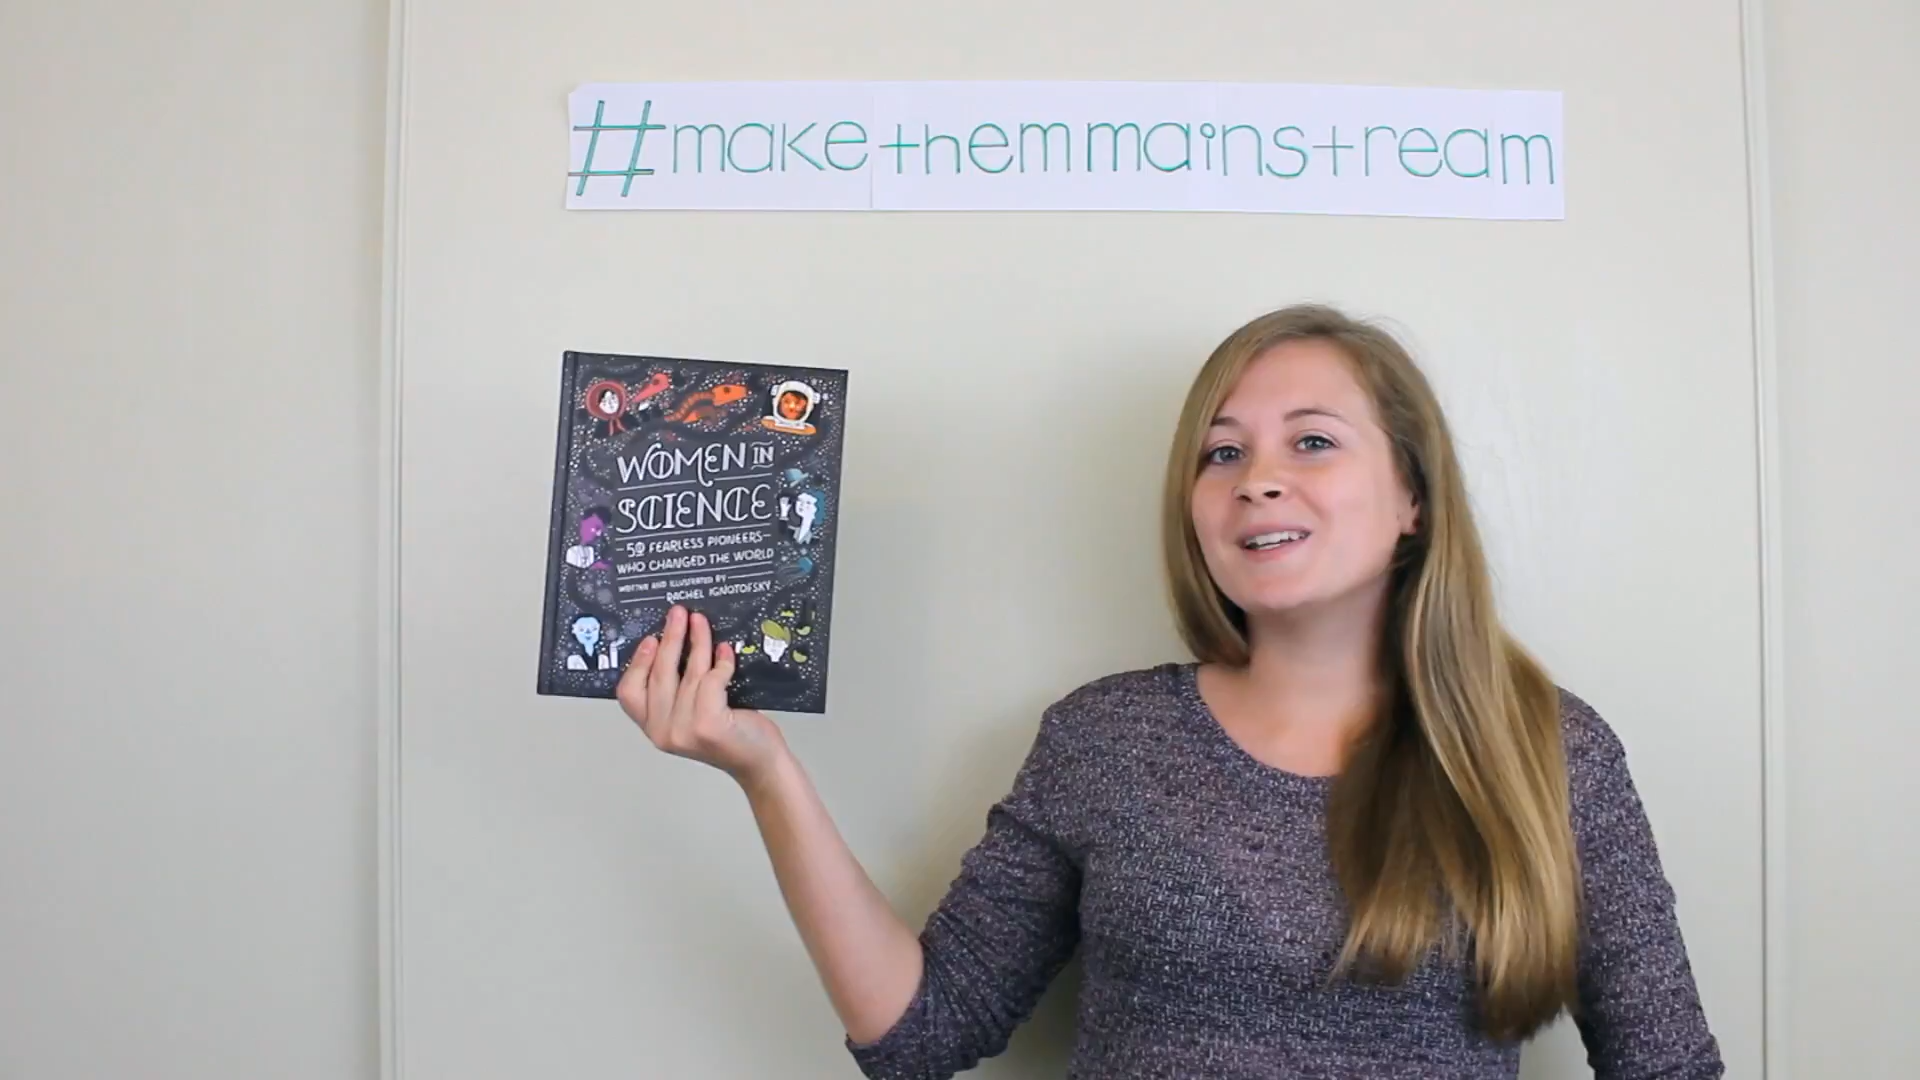 #makethemmainstream
WOMEN IN
SCIENCE
50 FEARLESS PIONEERS
WHO CHANGED THE WORLD
WRITTEN AND ILLUSTRATED BY
RACHEL IGNOTOFSKY